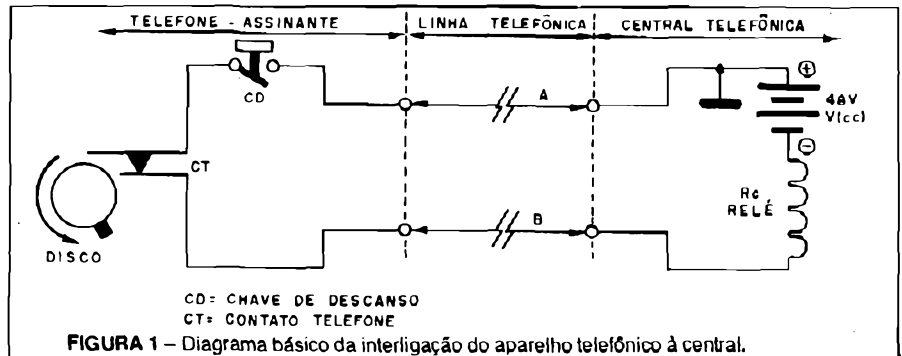 TELEFONE - ASSINANTE
LINHA TELEFÔNICA
CENTRAL TELEFÔNICA
CD
A
+
48V
V(cc)
-
CT
Rc
RELÉ
B
DISCO
CD= CHAVE DE DESCANSO
CT= CONTATO TELEFONE
FIGURA 1 – Diagrama básico da interligação do aparelho telefônico à central.